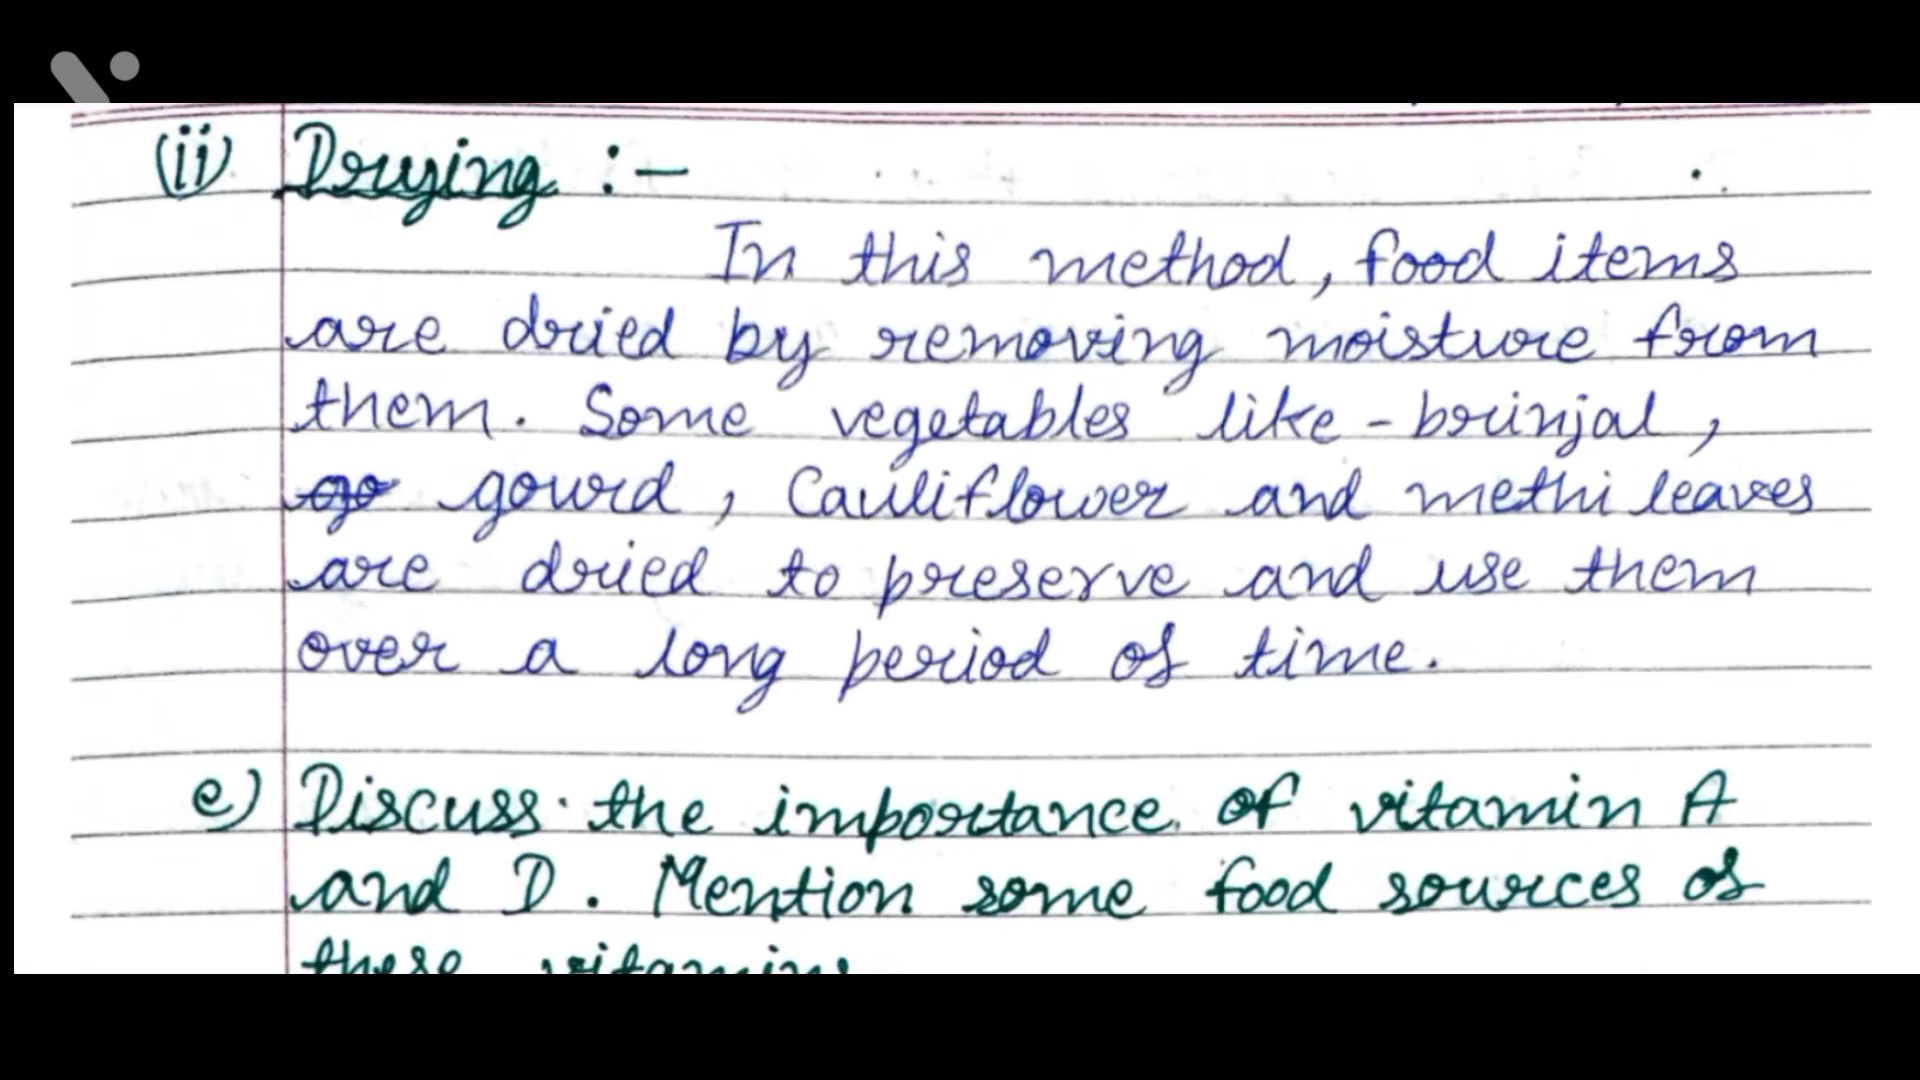 (ii) Drying :-
In this method, food items
are dried by removing moisture from
them. Some vegetables like - brinjal,
go gourd, Cauliflower and methi leaves
are dried to preserve and use them
over a long period of time.
e) Discuss the importance of vitamin A
and D. Mention some food sources of
these vitamins